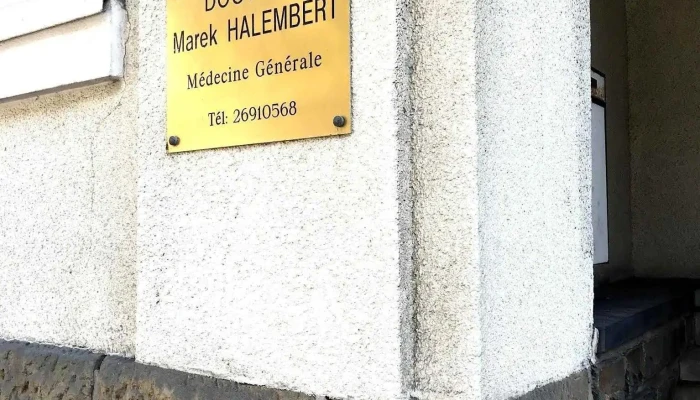 Marek HALEMBERT
Médecine Générale
Tél: 26910568